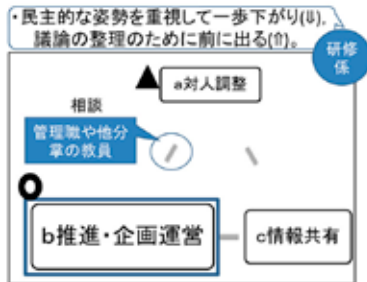 ・民主的な姿勢を重視して一歩下がり(⇓)、
議論の整理のために前に出る(⇑)。
研修
係
a対人調整
相談
管理職や他分
掌の教員
b推進・企画運営
c情報共有